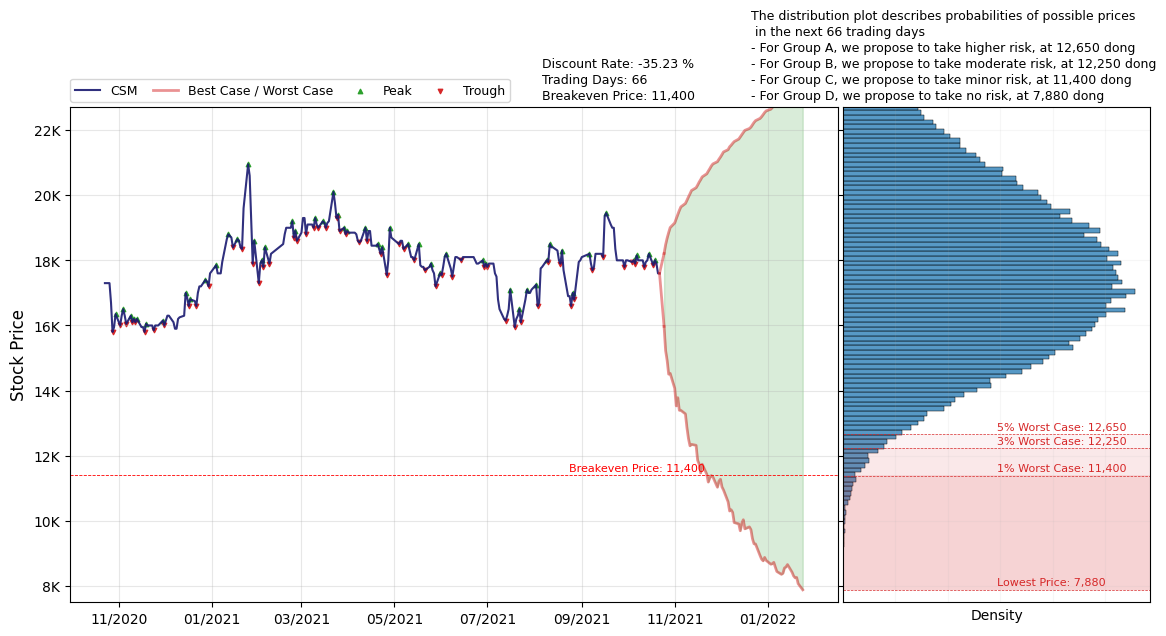 The distribution plot describes probabilities of possible prices
in the next 66 trading days
- For Group A, we propose to take higher risk, at 12,650 dong
- For Group B, we propose to take moderate risk, at 12,250 dong
- For Group C, we propose to take minor risk, at 11,400 dong
- For Group D, we propose to take no risk, at 7,880 dong
Discount Rate: -35.23 %
Trading Days: 66
Breakeven Price: 11,400
CSM
Best Case / Worst Case
Peak
Trough
Stock Price
22K
20K
18K
16K
14K
12K
10K
8K
Breakeven Price: 11,400
11/2020
01/2021
03/2021
05/2021
07/2021
09/2021
11/2021
01/2022
5% Worst Case: 12,650
3% Worst Case: 12,250
1% Worst Case: 11,400
Lowest Price: 7,880
Density